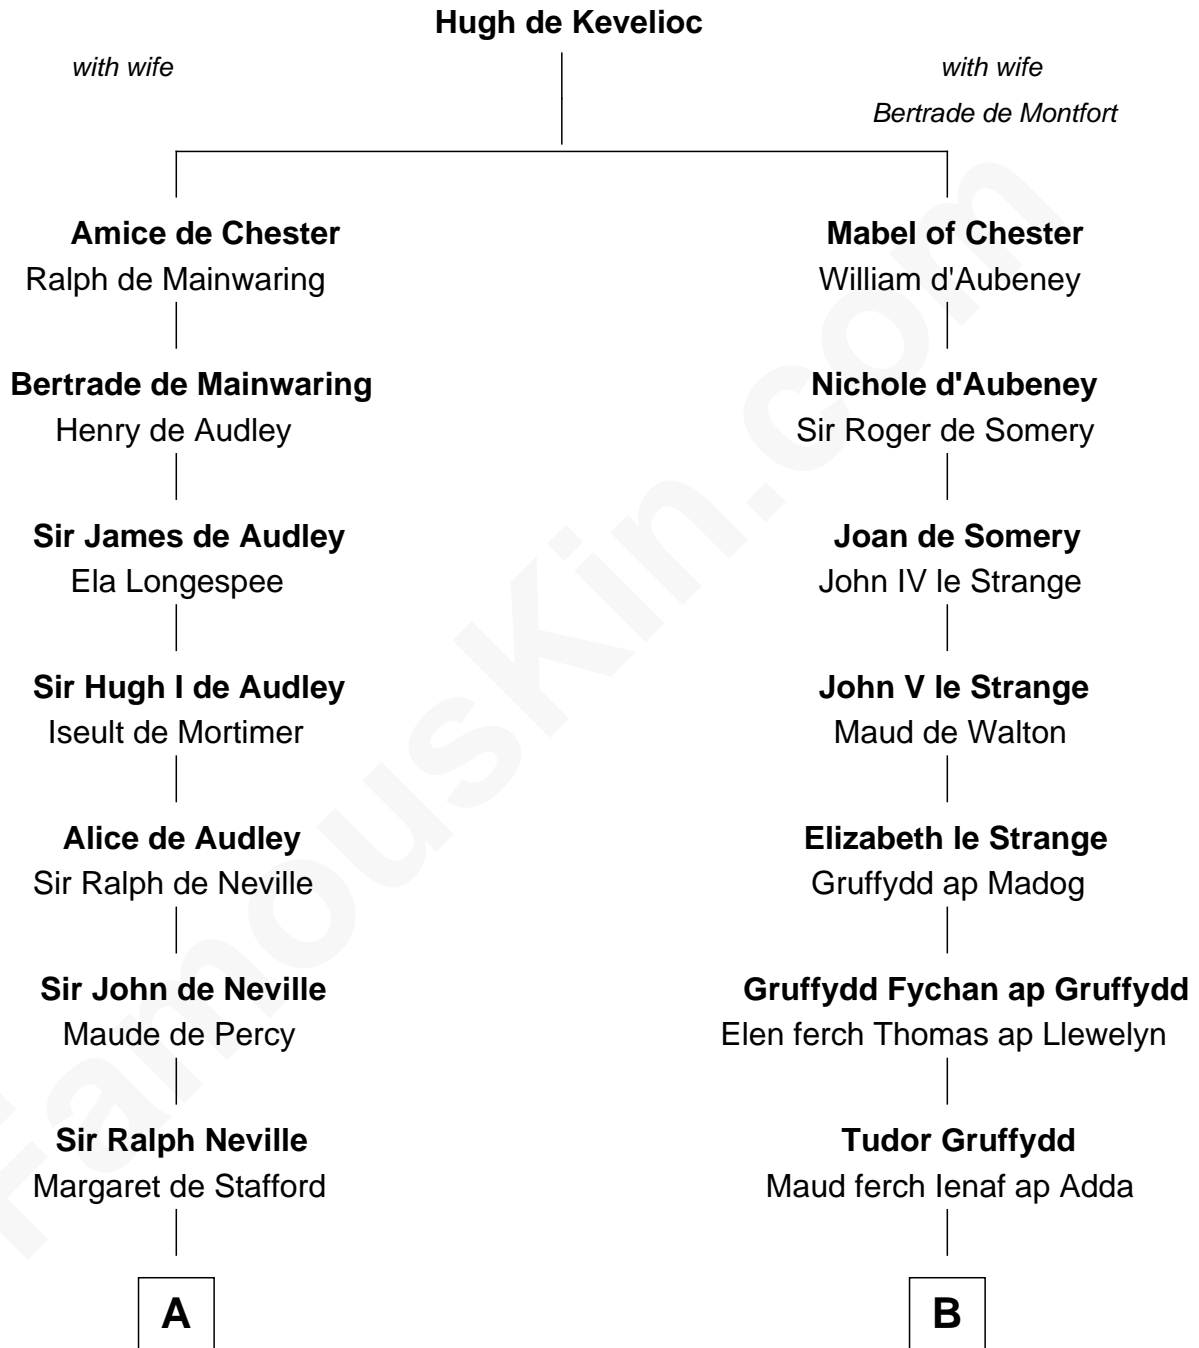 Hugh de Kevelioc
with wife
with wife
Bertrade de Montfort
Amice de Chester
Ralph de Mainwaring
Mabel of Chester
William d'Aubeney
Bertrade de Mainwaring
Henry de Audley
Nichole d'Aubeney
Sir Roger de Somery
Sir James de Audley
Ela Longespee
Joan de Somery
John IV le Strange
Sir Hugh I de Audley
Iseult de Mortimer
John V le Strange
Maud de Walton
Alice de Audley
Sir Ralph de Neville
Elizabeth le Strange
Gruffydd ap Madog
Sir John de Neville
Maude de Percy
Gruffydd Fychan ap Gruffydd
Elen ferch Thomas ap Llewelyn
Sir Ralph Neville
Margaret de Stafford
Tudor Gruffydd
Maud ferch Ienaf ap Adda
A
B
FamousKin.com